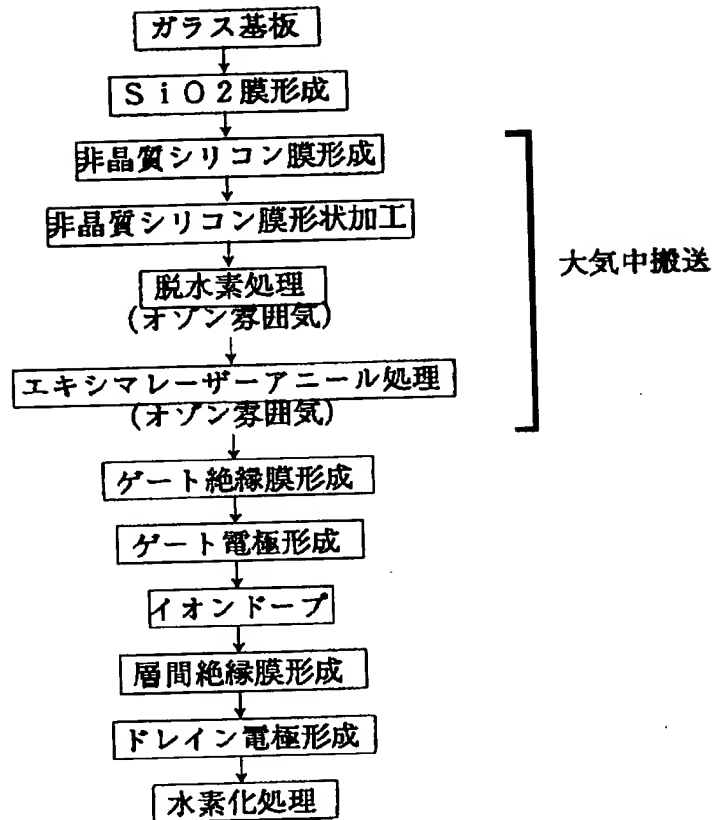 ガラス基板
SiO2膜形成
非晶質シリコン膜形成
非晶質シリコン膜形状加工
脱水素処理
(オゾン雰囲気)
大気中搬送
エキシマレーザーアニール処理
(オゾン雰囲気)
ゲート絶縁膜形成
ゲート電極形成
イオンドープ
層間絶縁膜形成
ドレイン電極形成
水素化処理